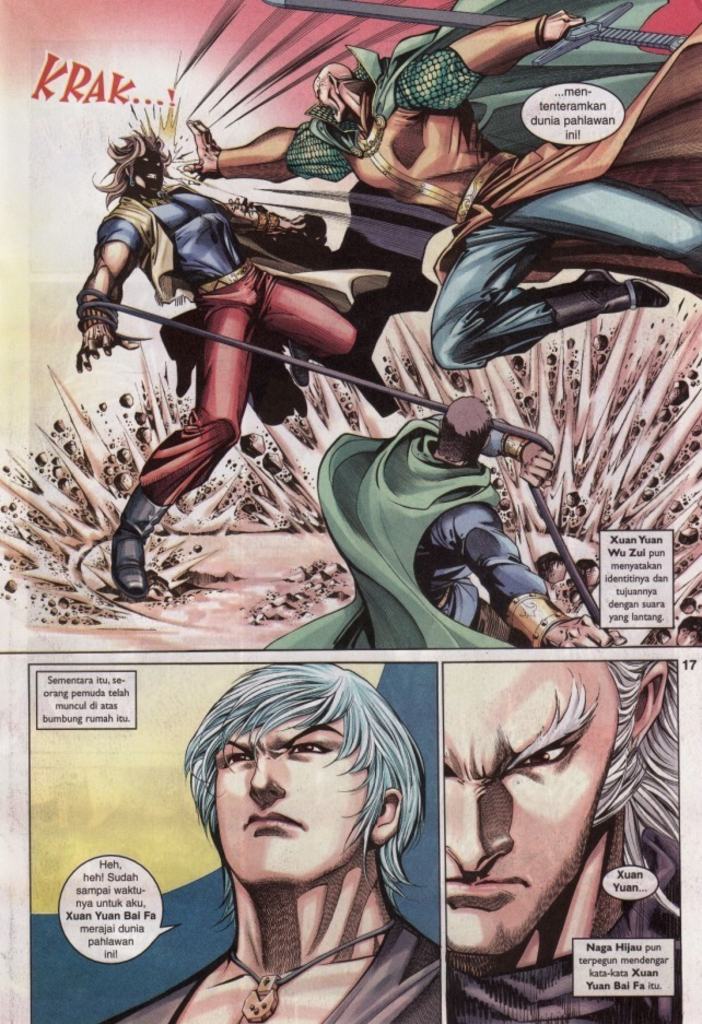 KRAK...!
...men-
tenteramkan
dunia pahlawan
ini!
Xuan Yuan
Wu Zui pun
menyatakan
identitinya dan
tujuannya
dengan suara
yang lantang.
17
Sementara itu, se-
orang pemuda telah
muncul di atas
bumbung rumah itu.
Heh,
heh! Sudah
sampai waktu-
nya untuk aku,
Xuan Yuan Bai Fa
merajai dunia
pahlawan
ini!
Xuan
Yuan...
Naga Hijau pun
terpegun mendengar
kata-kata Xuan
Yuan Bai Fa itu.